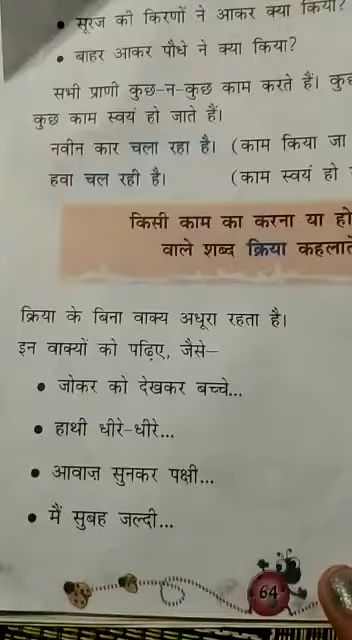 • सूरज की किरणों ने आकर क्या किया?
• बाहर आकर पौधे ने क्या किया?
सभी प्राणी कुछ-न-कुछ काम करते हैं।
कुछ काम स्वयं हो जाते हैं।
नवीन कार चला रहा है। (काम किया जा
हवा चल रही है। (काम स्वयं हो
किसी काम का करना या हो
वाले शब्द क्रिया कहलाते
क्रिया के बिना वाक्य अधूरा रहता है।
इन वाक्यों को पढ़िए, जैसे–
• जोकर को देखकर बच्चे...
• हाथी धीरे-धीरे...
• आवाज़ सुनकर पक्षी...
• मैं सुबह जल्दी...
64